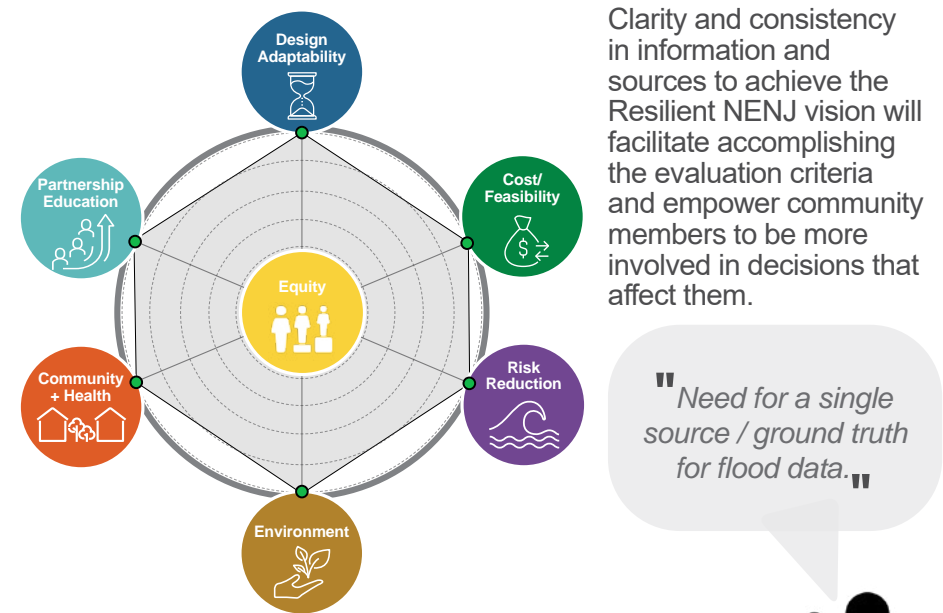 Design
Adaptability
Partnership
Education
Cost/
Feasibility
$
Equity
Community
+ Health
Risk
Reduction
Environment
Clarity and consistency
in information and
sources to achieve the
Resilient NENJ vision will
facilitate accomplishing
the evaluation criteria
and empower community
members to be more
involved in decisions that
affect them.
"Need for a single
source / ground truth
for flood data."